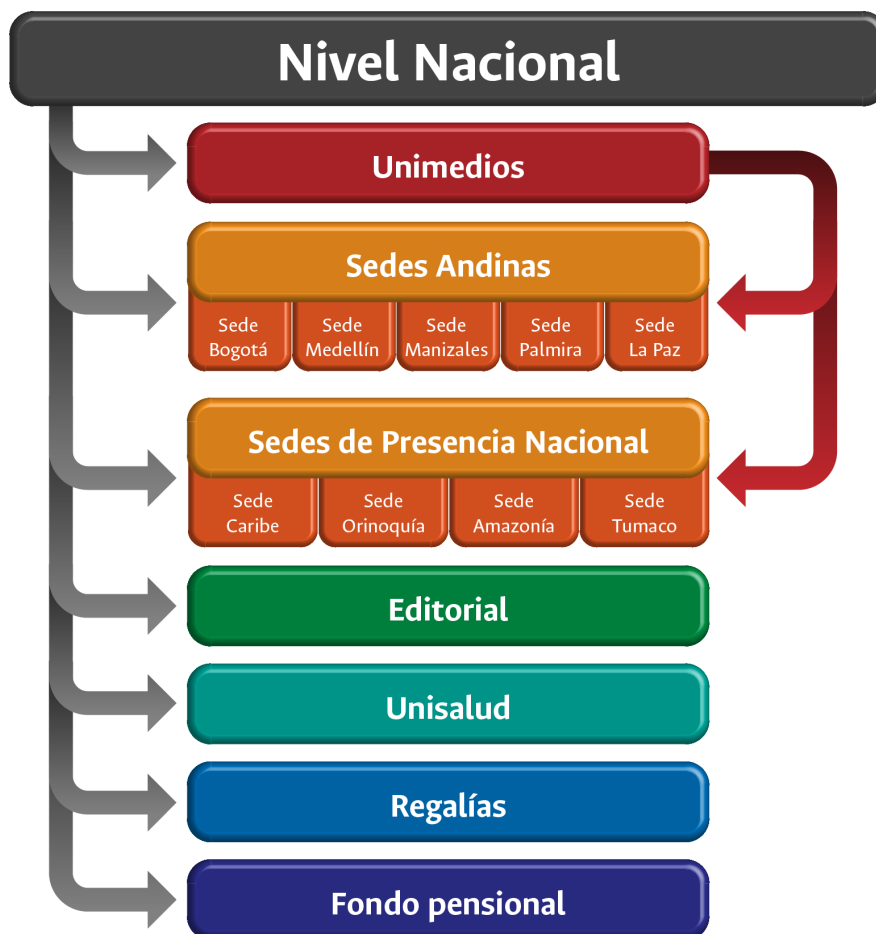 Nivel Nacional
Unimedios
Sedes Andinas
Sede
Bogotá
Sede
Medellín
Sede
Manizales
Sede
Palmira
Sede
La Paz
Sedes de Presencia Nacional
Sede
Caribe
Sede
Orinoquía
Sede
Amazonía
Sede
Tumaco
Editorial
Unisalud
Regalías
Fondo pensional